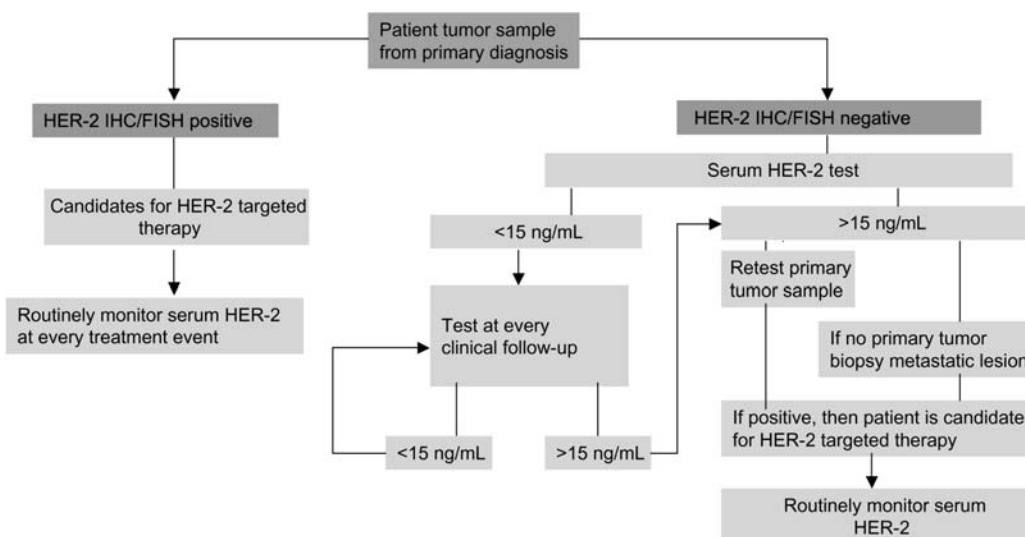 Patient tumor sample
from primary diagnosis
HER-2 IHC/FISH positive
HER-2 IHC/FISH negative
Serum HER-2 test
Candidates for HER-2 targeted
therapy
<15 ng/mL
>15 ng/mL
Retest primary
tumor sample
Routinely monitor serum HER-2
at every treatment event
Test at every
clinical follow-up
If no primary tumor
biopsy metastatic lesion
<15 ng/mL
>15 ng/mL
If positive, then patient is candidate
for HER-2 targeted therapy
Routinely monitor serum
HER-2